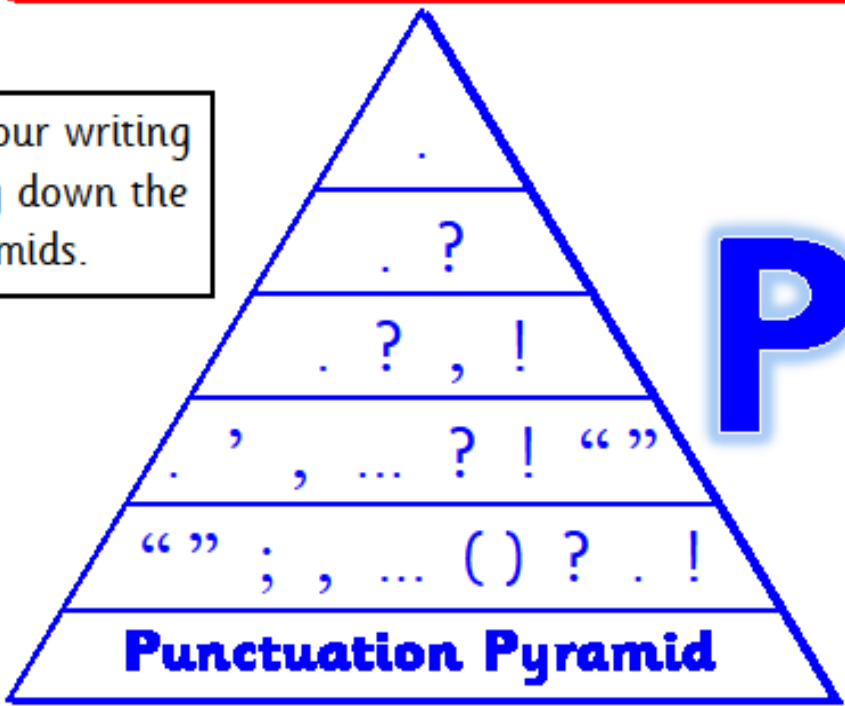 our writing
down the
mids.
.
. ?
. ? , !
. ’ , ... ? ! “ ”
“ ” ; , ... ( ) ? . !
Punctuation Pyramid
P